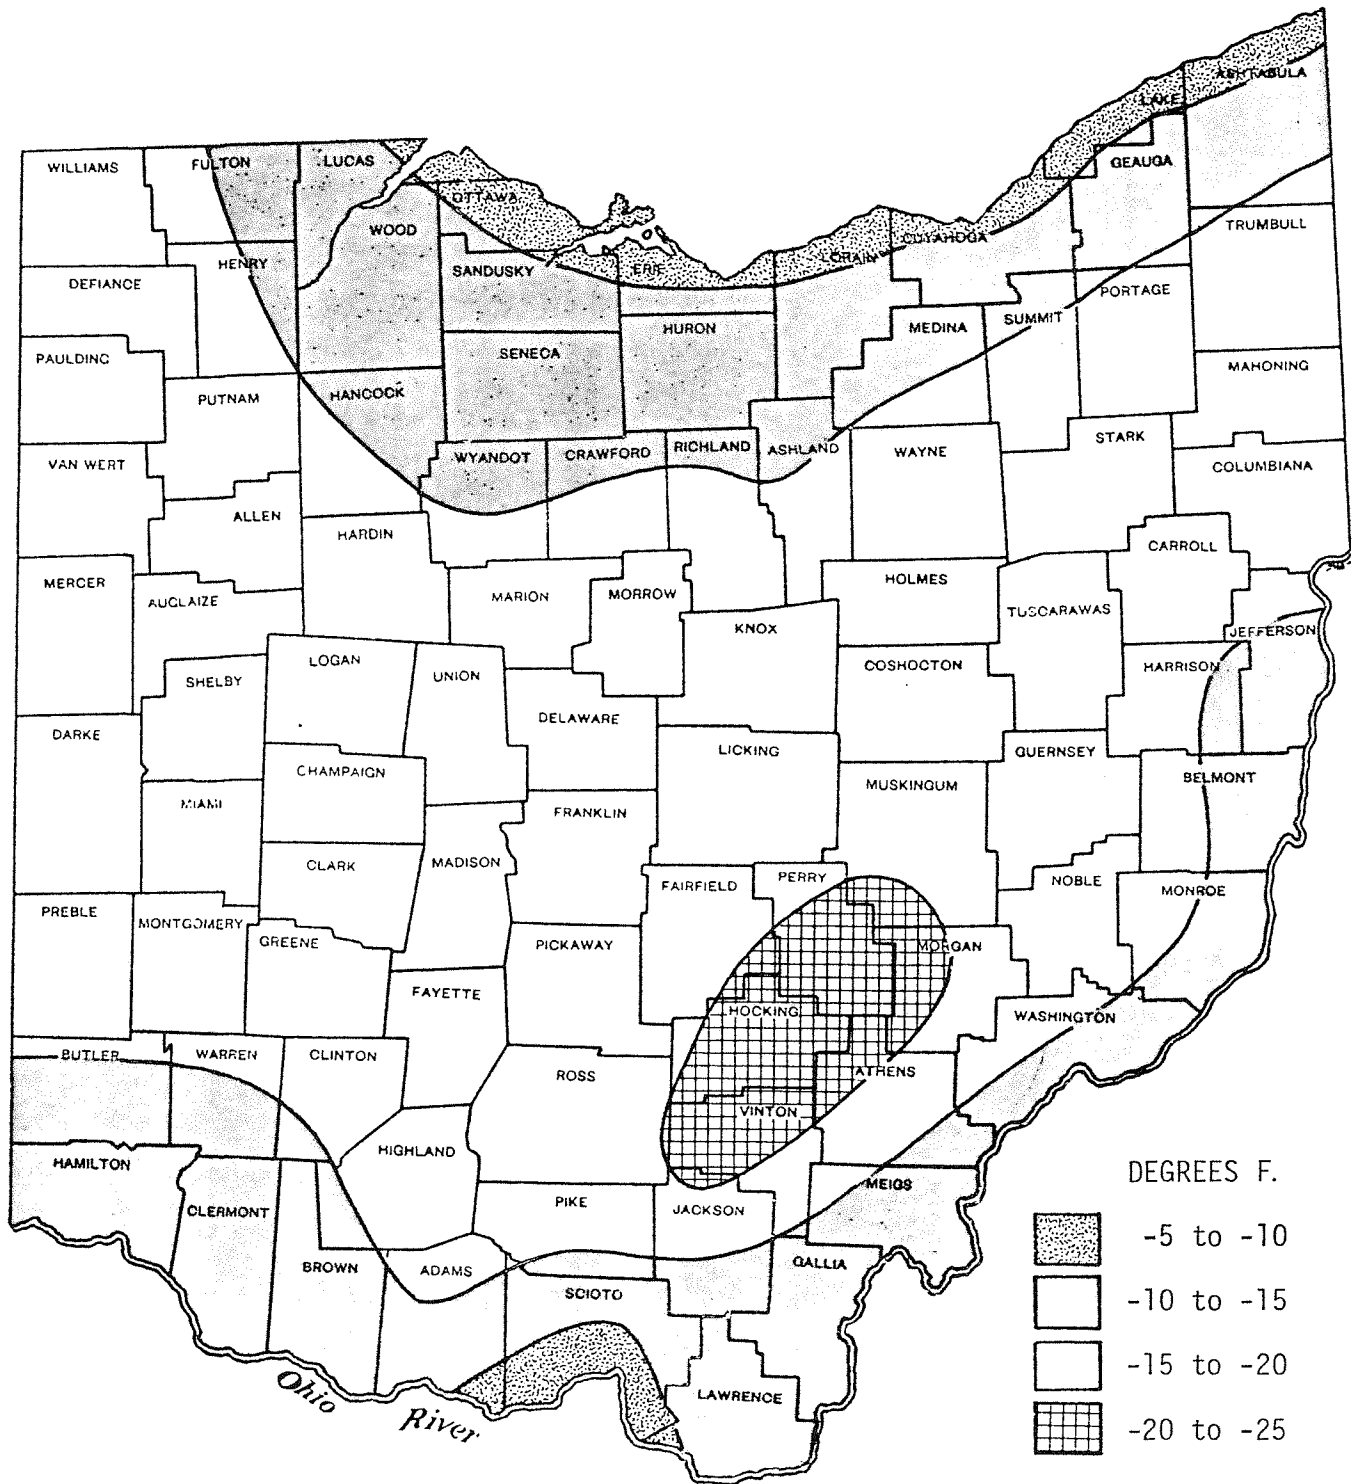 ASHTABULA
LAKE
WILLIAMS
FULTON
LUCAS
GEAUGA
OTTAWA
WOOD
TRUMBULL
CUYAHOGA
HENRY
SANDUSKY
ERIE
LORAIN
DEFIANCE
PORTAGE
SUMMIT
HURON
MEDINA
SENECA
PAULDING
MAHONING
PUTNAM
HANCOCK
STARK
WYANDOT
CRAWFORD
RICHLAND
ASHLAND
WAYNE
VAN WERT
COLUMBIANA
ALLEN
HARDIN
CARROLL
MERCER
HOLMES
AUGLAIZE
MARION
MORROW
TUSCARAWAS
KNOX
JEFFERSON
LOGAN
UNION
COSHOCTON
HARRISON
SHELBY
DELAWARE
DARKE
LICKING
GUERNSEY
CHAMPAIGN
BELMONT
MUSKINGUM
MIAMI
FRANKLIN
CLARK
MADISON
FAIRFIELD
PERRY
NOBLE
MONROE
PREBLE
MONTGOMERY
GREENE
PICKAWAY
MORGAN
FAYETTE
HOCKING
WASHINGTON
BUTLER
WARREN
CLINTON
ROSS
ATHENS
VINTON
HIGHLAND
HAMILTON
MEIGS
CLERMONT
PIKE
JACKSON
BROWN
ADAMS
GALLIA
SCIOTO
LAWRENCE
Ohio
River
DEGREES F.
-5 to -10
-10 to -15
-15 to -20
-20 to -25